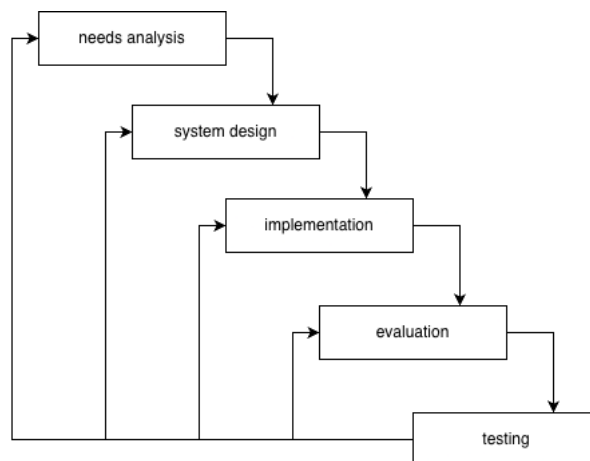 needs analysis
system design
implementation
evaluation
testing